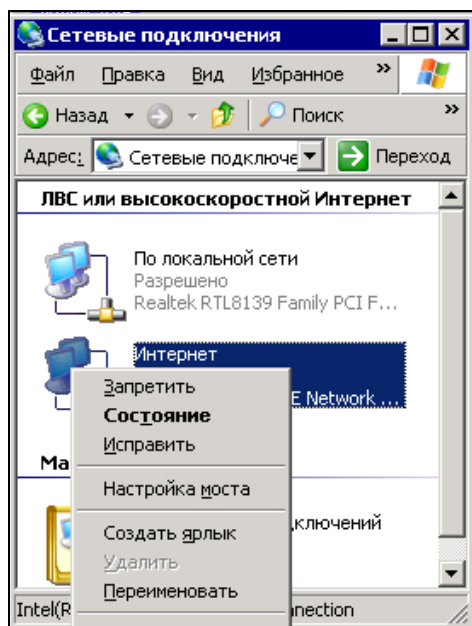 Сетевые подключения
Файл Правка Вид Избранное »
Назад Поиск »
Адрес: Сетевые подключе Переход
ЛВС или высокоскоростной Интернет
По локальной сети
Разрешено
Realtek RTL8139 Family PCI F...
Интернет
E Network ...
Запретить
Состояние
Исправить
Ма
Настройка моста
Создать ярлык
ключений
Удалить
Переименовать
Intel(R nnection